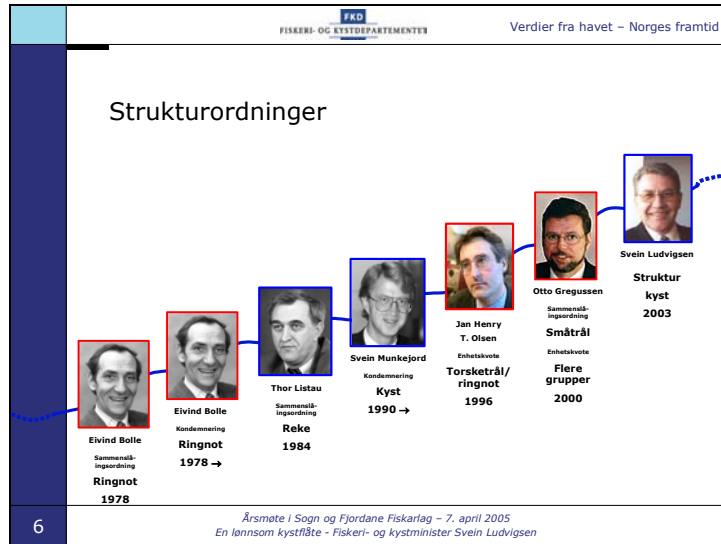 FKD
FISKERI- OG KYSTDEPARTEMENTET
Verdier fra havet – Norges framtid
Strukturordninger
Eivind Bolle
Sammenslå-
ingsordning
Ringnot
1978
Eivind Bolle
Kondemnering
Ringnot
1978 →
Thor Listau
Sammenslå-
ingsordning
Reke
1984
Svein Munkejord
Kondemnering
Kyst
1990 →
Jan Henry
T. Olsen
Enhetskvote
Torsketrål/
ringnot
1996
Otto Gregussen
Sammenslå-
ingsordning
Småtrål
Enhetskvote
Flere
grupper
2000
Svein Ludvigsen
Struktur
kyst
2003
6
Årsmøte i Sogn og Fjordane Fiskarlag – 7. april 2005
En lønnsom kystflåte - Fiskeri- og kystminister Svein Ludvigsen